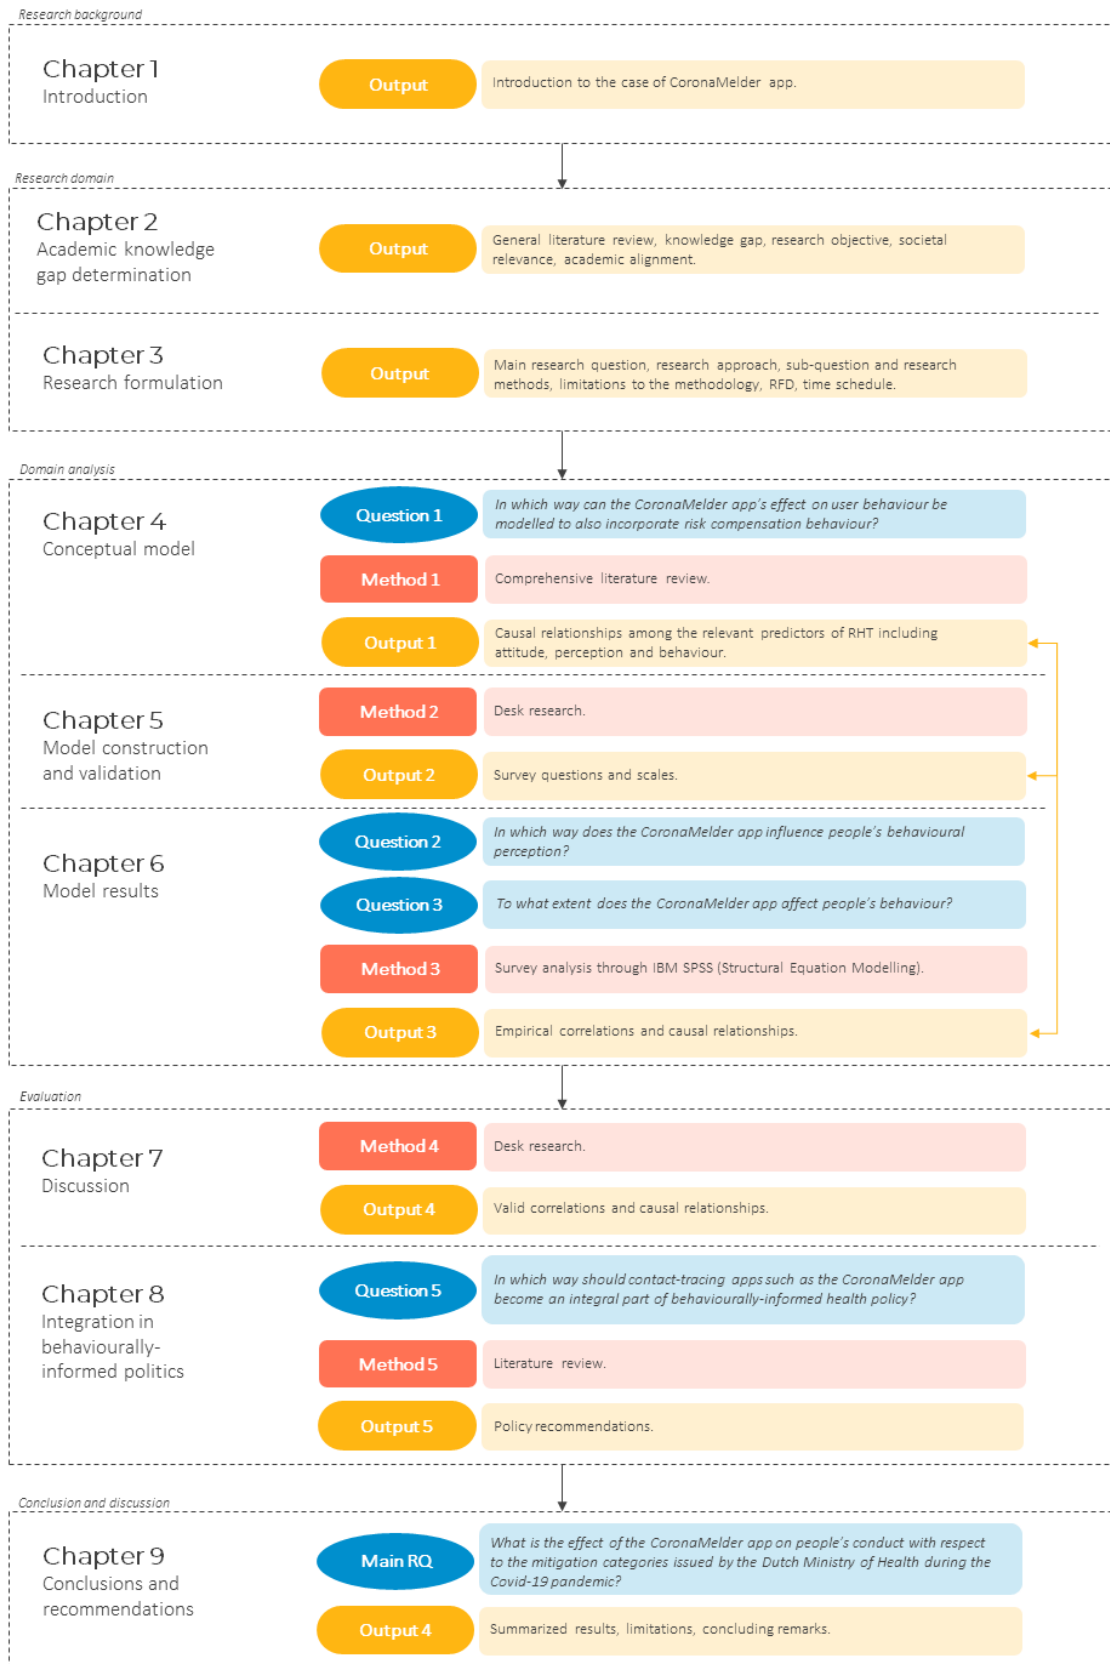 Research background
Chapter 1
Introduction
Output
Introduction to the case of CoronaMelder app.
Research domain
Chapter 2
Academic knowledge
gap determination
Output
General literature review, knowledge gap, research objective, societal
relevance, academic alignment.
Chapter 3
Research formulation
Output
Main research question, research approach, sub-question and research
methods, limitations to the methodology, RFD, time schedule.
Domain analysis
Chapter 4
Conceptual model
Question 1
In which way can the CoronaMelder app's effect on user behaviour be
modelled to also incorporate risk compensation behaviour?
Method 1
Comprehensive literature review.
Output 1
Causal relationships among the relevant predictors of RHT including
attitude, perception and behaviour.
Chapter 5
Model construction
and validation
Method 2
Desk research.
Output 2
Survey questions and scales.
Chapter 6
Model results
Question 2
In which way does the CoronaMelder app influence people's behavioural
perception?
Question 3
To what extent does the CoronaMelder app affect people's behaviour?
Method 3
Survey analysis through IBM SPSS (Structural Equation Modelling).
Output 3
Empirical correlations and causal relationships.
Evaluation
Chapter 7
Discussion
Method 4
Desk research.
Output 4
Valid correlations and causal relationships.
Chapter 8
Integration in
behaviourally-
informed politics
Question 5
In which way should contact-tracing apps such as the CoronaMelder app
become an integral part of behaviourally-informed health policy?
Method 5
Literature review.
Output 5
Policy recommendations.
Conclusion and discussion
Chapter 9
Conclusions and
recommendations
Main RQ
What is the effect of the CoronaMelder app on people's conduct with respect
to the mitigation categories issued by the Dutch Ministry of Health during the
Covid-19 pandemic?
Output 4
Summarized results, limitations, concluding remarks.